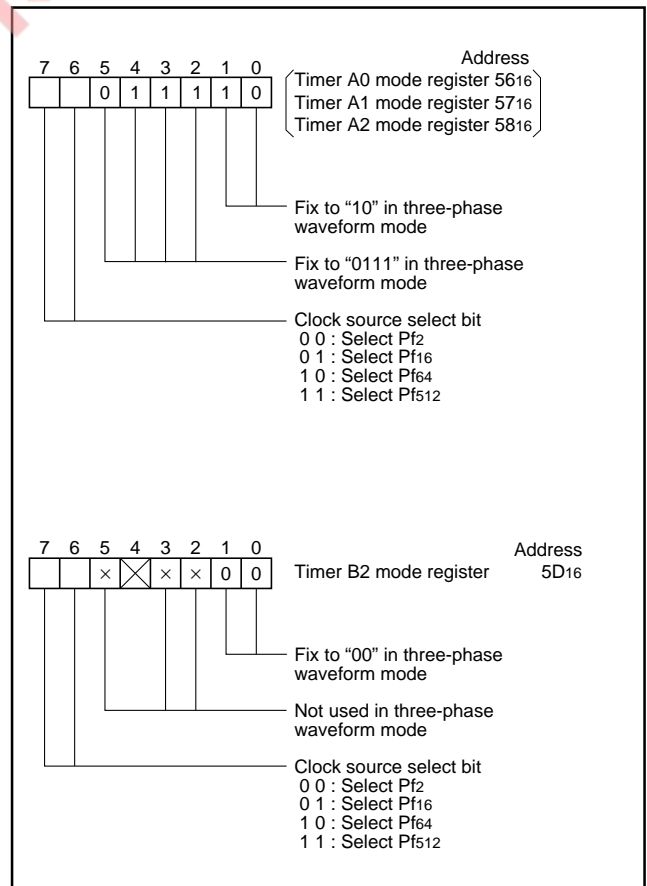 Address
7 6 5 4 3 2 1 0
0 1 1 1 1 0
Timer A0 mode register 5616
Timer A1 mode register 5716
Timer A2 mode register 5816
Fix to “10” in three-phase
waveform mode
Fix to “0111” in three-phase
waveform mode
Clock source select bit
0 0 : Select Pf2
0 1 : Select Pf16
1 0 : Select Pf64
1 1 : Select Pf512
7 6 5 4 3 2 1 0
Address
× × × 0 0
Timer B2 mode register 5D16
Fix to “00” in three-phase
waveform mode
Not used in three-phase
waveform mode
Clock source select bit
0 0 : Select Pf2
0 1 : Select Pf16
1 0 : Select Pf64
1 1 : Select Pf512